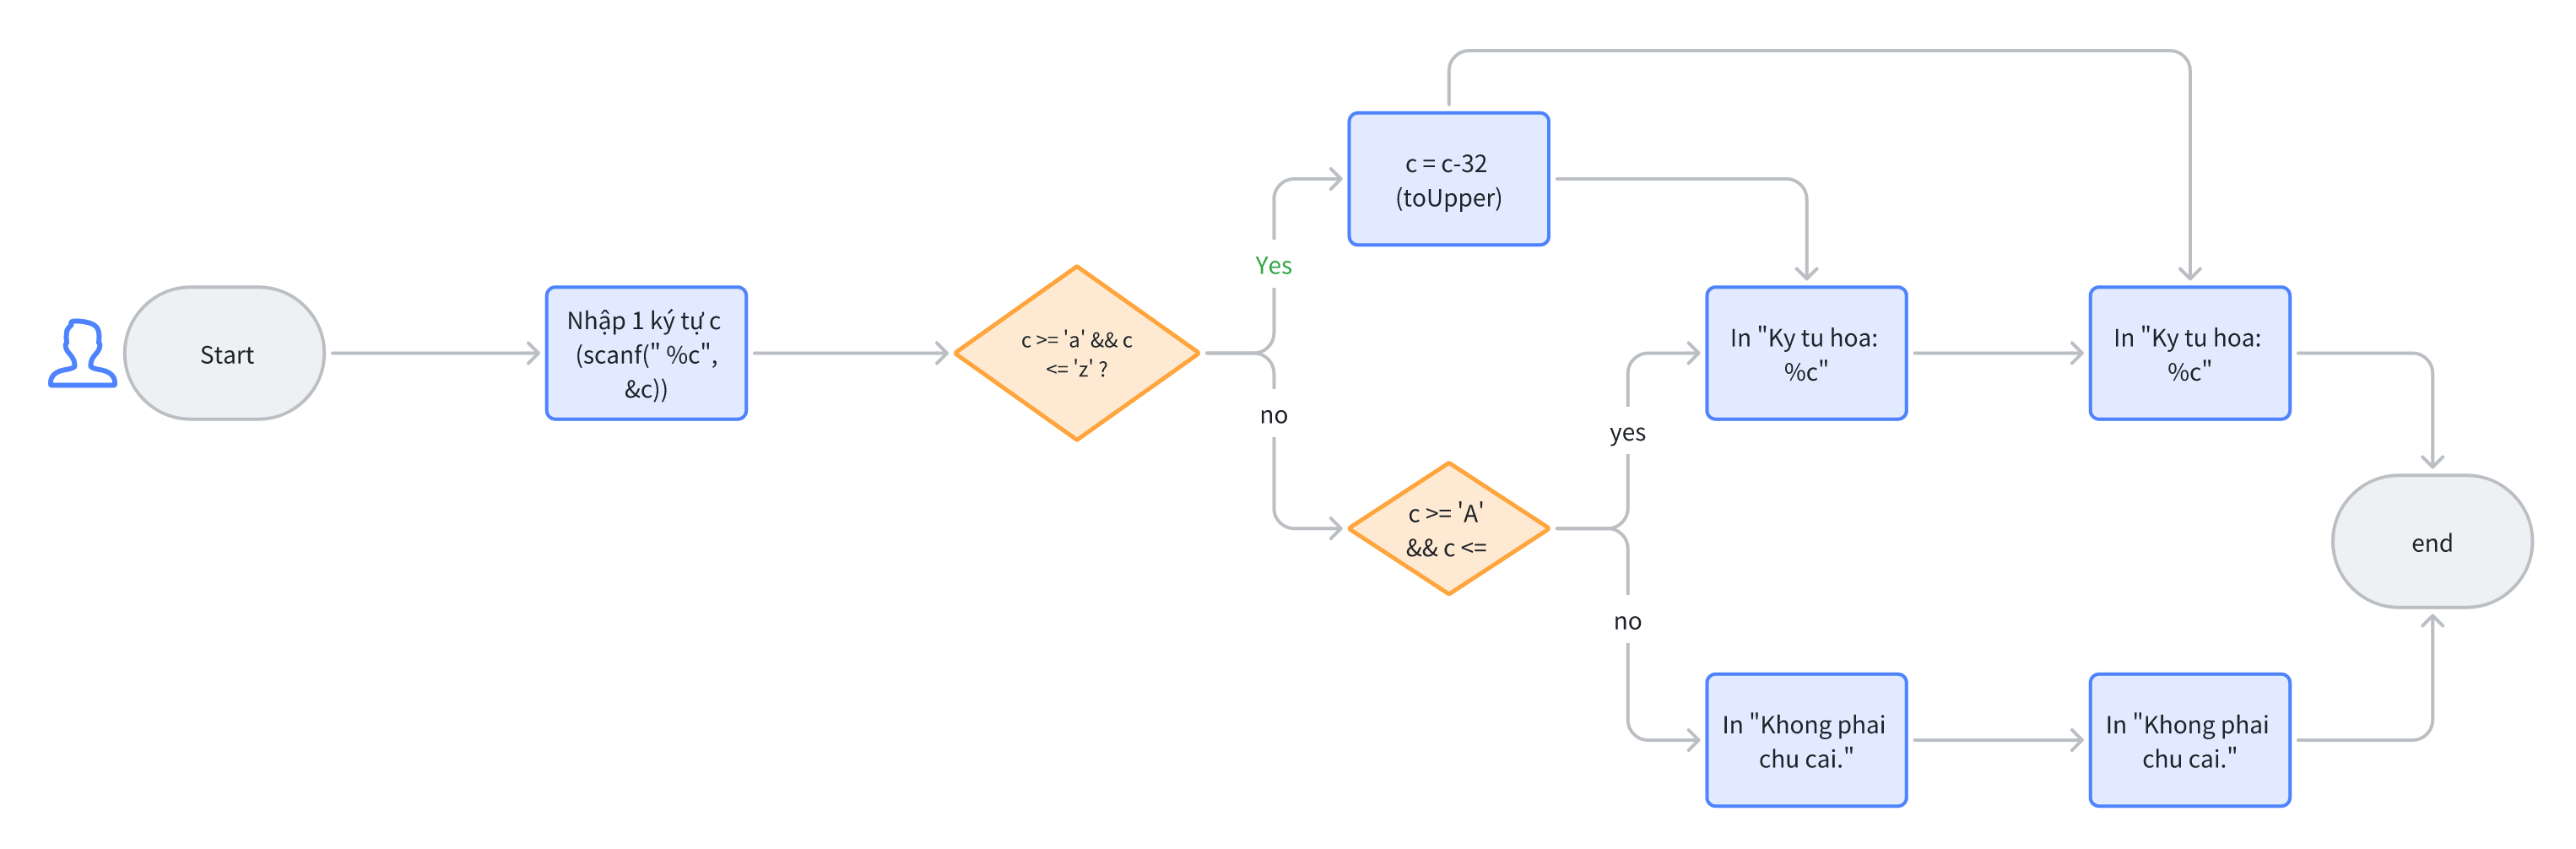 Start
Nhập 1 ký tự c
(scanf(" %c",
&c))
c >= 'a' && c
<= 'z' ?
Yes
no
c = c-32
(toUpper)
c >= 'A'
&& c <=
yes
no
In "Ky tu hoa:
%c"
In "Ky tu hoa:
%c"
In "Khong phai
chu cai."
In "Khong phai
chu cai."
end